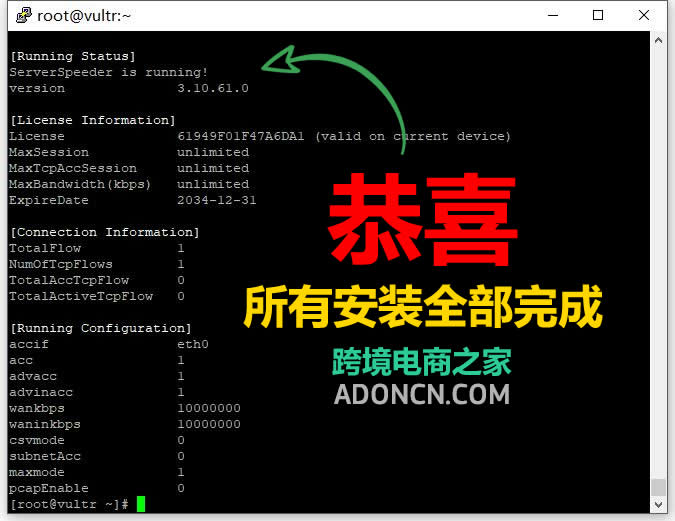 root@vultr:~
[Running Status]
ServerSpeeder is running!
version 3.10.61.0
[License Information]
License 61949F01F47A6DA1 (valid on current device)
MaxSession unlimited
MaxTcpAccSession unlimited
MaxBandwidth(kbps) unlimited
ExpireDate 2034-12-31
[Connection Information]
TotalFlow 1
NumOfTcpFlows 1
TotalAccTcpFlow 0
TotalActiveTcpFlow 0
[Running Configuration]
accif eth0
acc 1
advacc 1
advinacc 1
wankbps 10000000
waninkbps 10000000
csvmode 0
subnetAcc 0
maxmode 1
pcapEnable 0
[root@vultr ~]#
恭喜
所有安装全部完成
跨境电商之家
ADONCN.COM